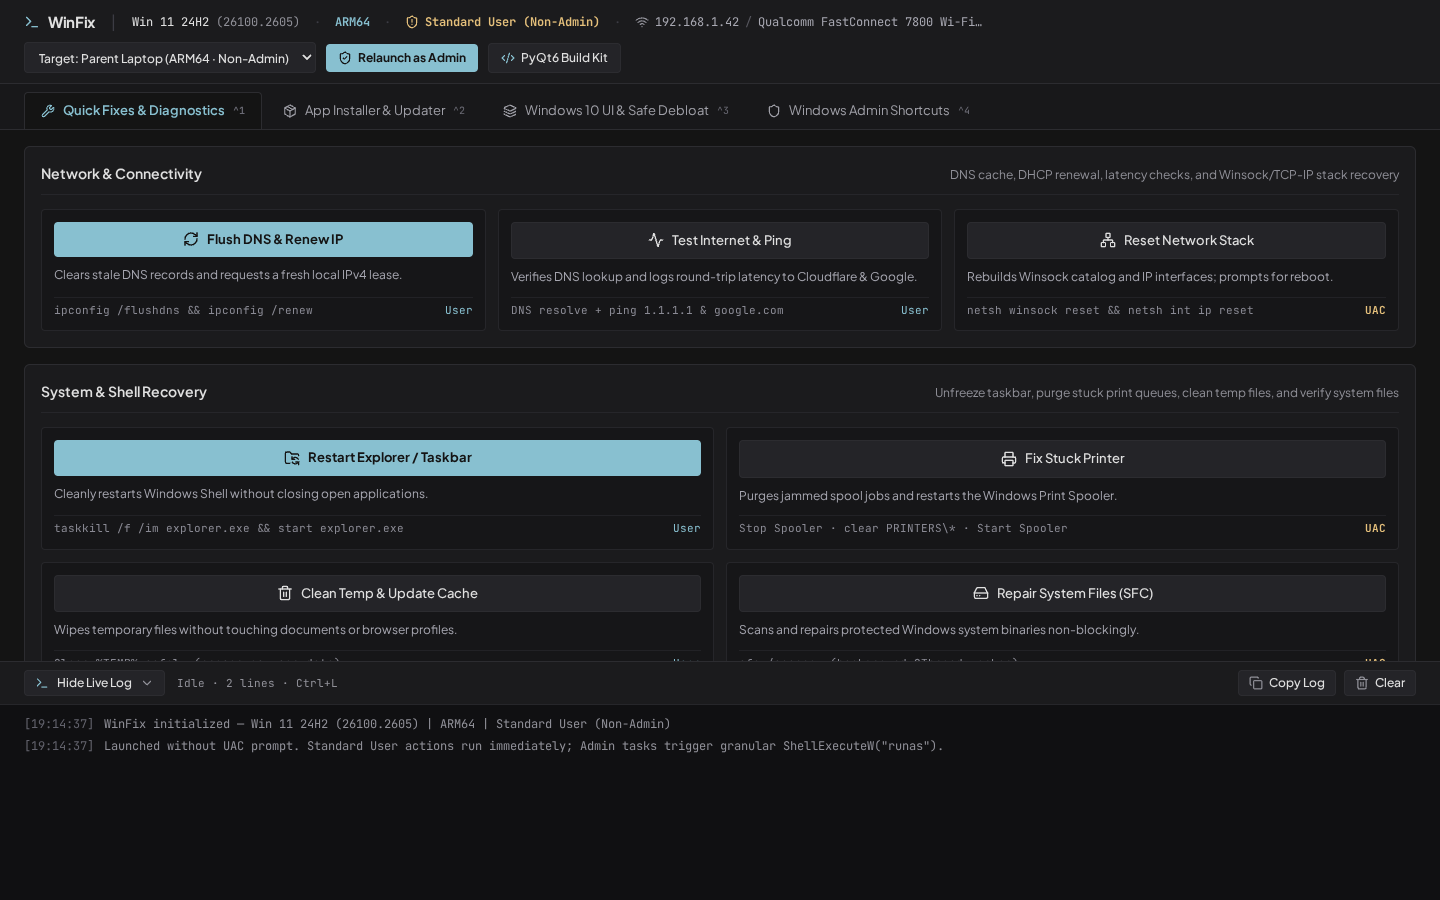 WinFix
Win 11 24H2 (26100.2605) · ARM64 · Standard User (Non-Admin) · 192.168.1.42 / Qualcomm FastConnect 7800 Wi-Fi…
Target: Parent Laptop (ARM64 · Non-Admin)
Relaunch as Admin
PyQt6 Build Kit
Quick Fixes & Diagnostics ^1
App Installer & Updater ^2
Windows 10 UI & Safe Debloat ^3
Windows Admin Shortcuts ^4
Network & Connectivity
DNS cache, DHCP renewal, latency checks, and Winsock/TCP-IP stack recovery
Flush DNS & Renew IP
Clears stale DNS records and requests a fresh local IPv4 lease.
ipconfig /flushdns && ipconfig /renew
User
Test Internet & Ping
Verifies DNS lookup and logs round-trip latency to Cloudflare & Google.
DNS resolve + ping 1.1.1.1 & google.com
User
Reset Network Stack
Rebuilds Winsock catalog and IP interfaces; prompts for reboot.
netsh winsock reset && netsh int ip reset
UAC
System & Shell Recovery
Unfreeze taskbar, purge stuck print queues, clean temp files, and verify system files
Restart Explorer / Taskbar
Cleanly restarts Windows Shell without closing open applications.
taskkill /f /im explorer.exe && start explorer.exe
User
Fix Stuck Printer
Purges jammed spool jobs and restarts the Windows Print Spooler.
Stop Spooler · clear PRINTERS\* · Start Spooler
UAC
Clean Temp & Update Cache
Wipes temporary files without touching documents or browser profiles.
Repair System Files (SFC)
Scans and repairs protected Windows system binaries non-blockingly.
Hide Live Log
Idle · 2 lines · Ctrl+L
Copy Log
Clear
[19:14:37] WinFix initialized — Win 11 24H2 (26100.2605) | ARM64 | Standard User (Non-Admin)
[19:14:37] Launched without UAC prompt. Standard User actions run immediately; Admin tasks trigger granular ShellExecuteW("runas").